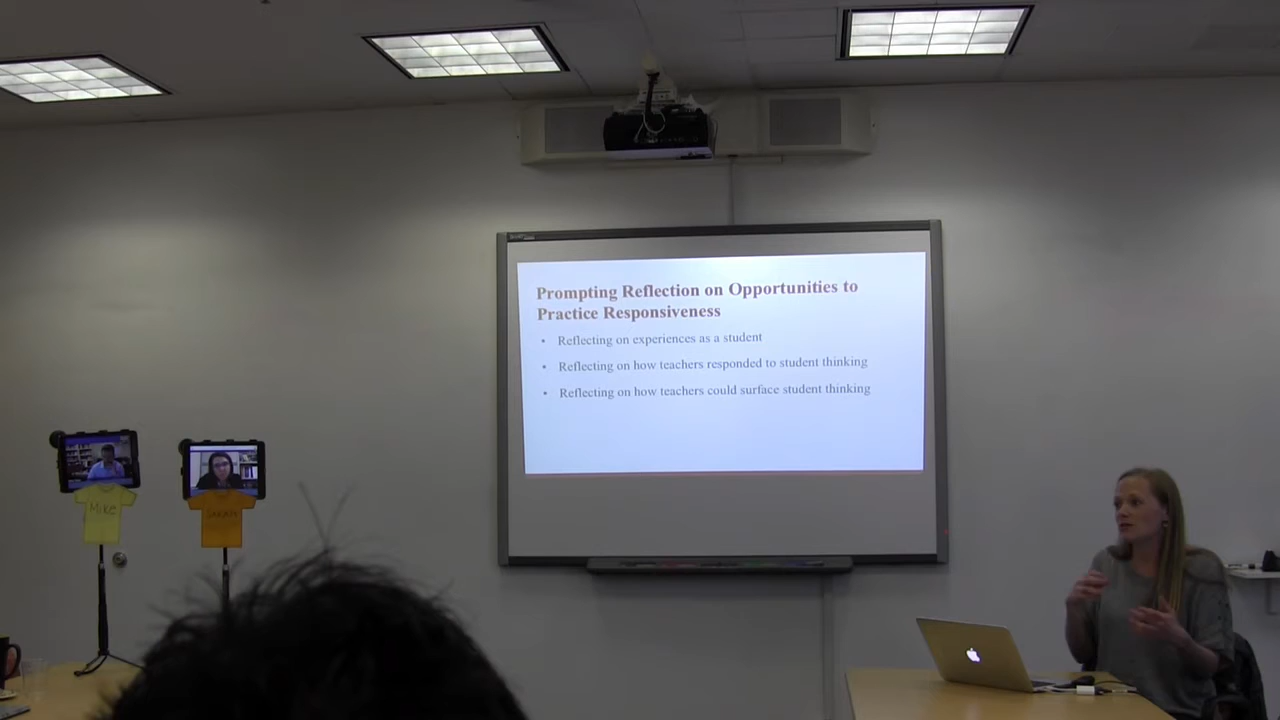 Prompting Reflection on Opportunities to
Practice Responsiveness
• Reflecting on experiences as a student
• Reflecting on how teachers responded to student thinking
• Reflecting on how teachers could surface student thinking
Mike
Sarah